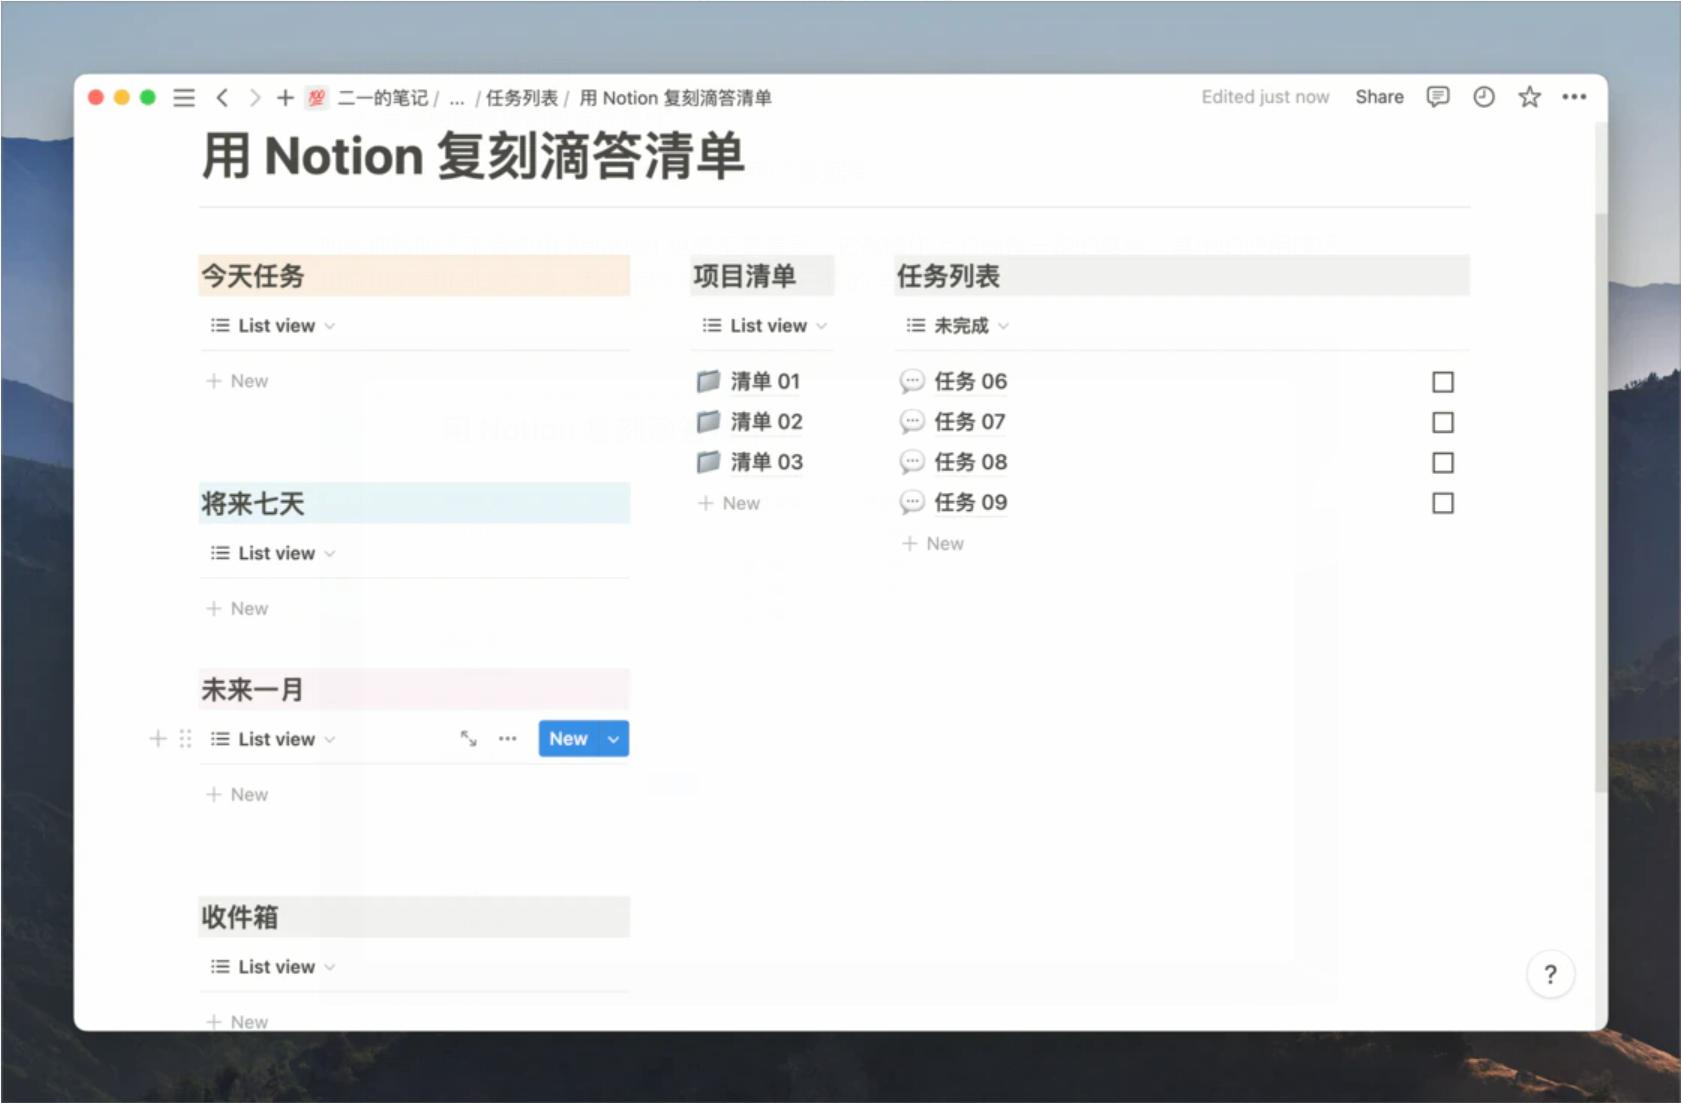 二一的笔记 / ... / 任务列表 / 用 Notion 复刻滴答清单
Edited just now Share
用 Notion 复刻滴答清单
今天任务
List view
New
将来七天
List view
New
未来一月
List view New
New
收件箱
List view
New
项目清单
List view
清单 01
清单 02
清单 03
New
任务列表
未完成
任务 06
任务 07
任务 08
任务 09
New
?